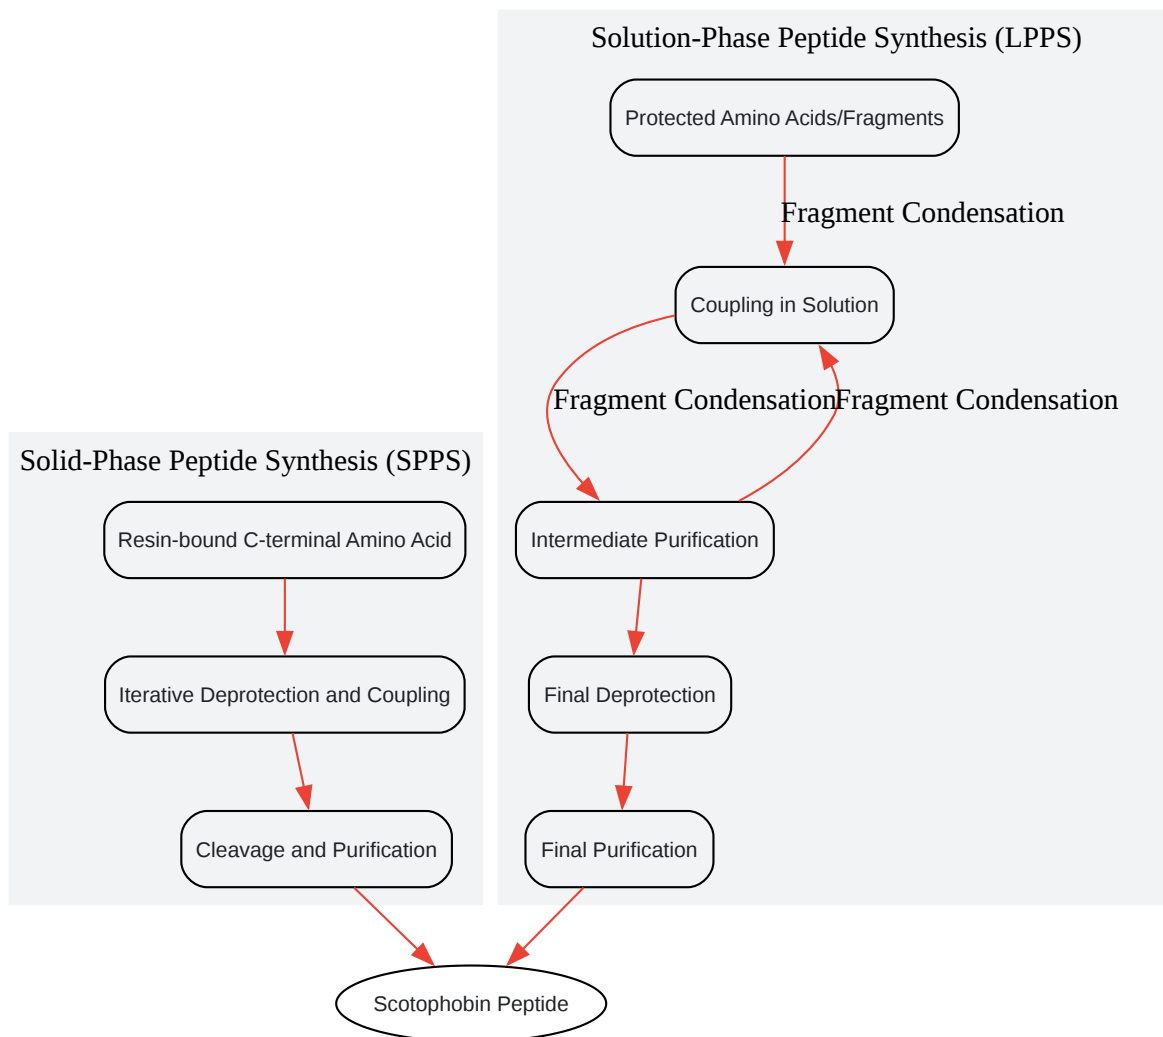 Solution-Phase Peptide Synthesis (LPPS)
Protected Amino Acids/Fragments
Fragment Condensation
Coupling in Solution
Fragment Condensation
Fragment Condensation
Intermediate Purification
Final Deprotection
Final Purification
Solid-Phase Peptide Synthesis (SPPS)
Resin-bound C-terminal Amino Acid
Iterative Deprotection and Coupling
Cleavage and Purification
Scotophobin Peptide